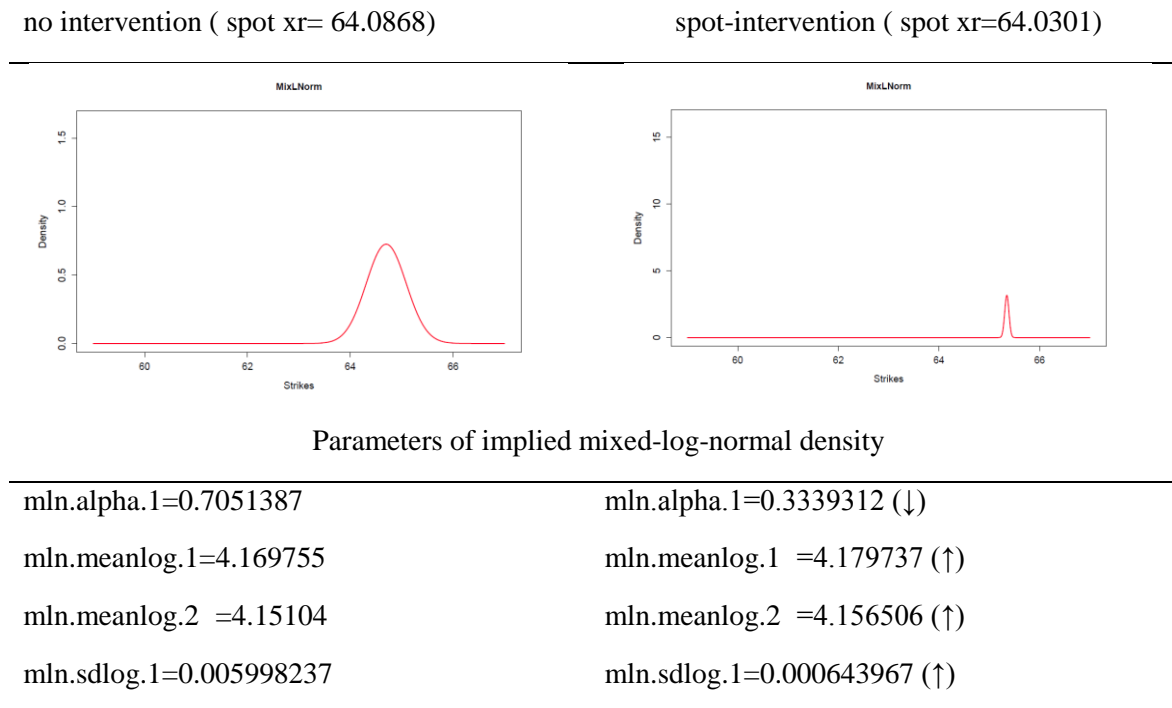 no intervention ( spot xr= 64.0868) spot-intervention ( spot xr=64.0301)
MixLNorm
1.5
1.0
0.5
0.0
Density
60 62 64 66
Strikes
MixLNorm
15
10
5
0
Density
60 62 64 66
Strikes
Parameters of implied mixed-log-normal density
mln.alpha.1=0.7051387 mln.alpha.1=0.3339312 (↓)
mln.meanlog.1=4.169755 mln.meanlog.1 =4.179737 (↑)
mln.meanlog.2 =4.15104 mln.meanlog.2 =4.156506 (↑)
mln.sdlog.1=0.005998237 mln.sdlog.1=0.000643967 (↑)